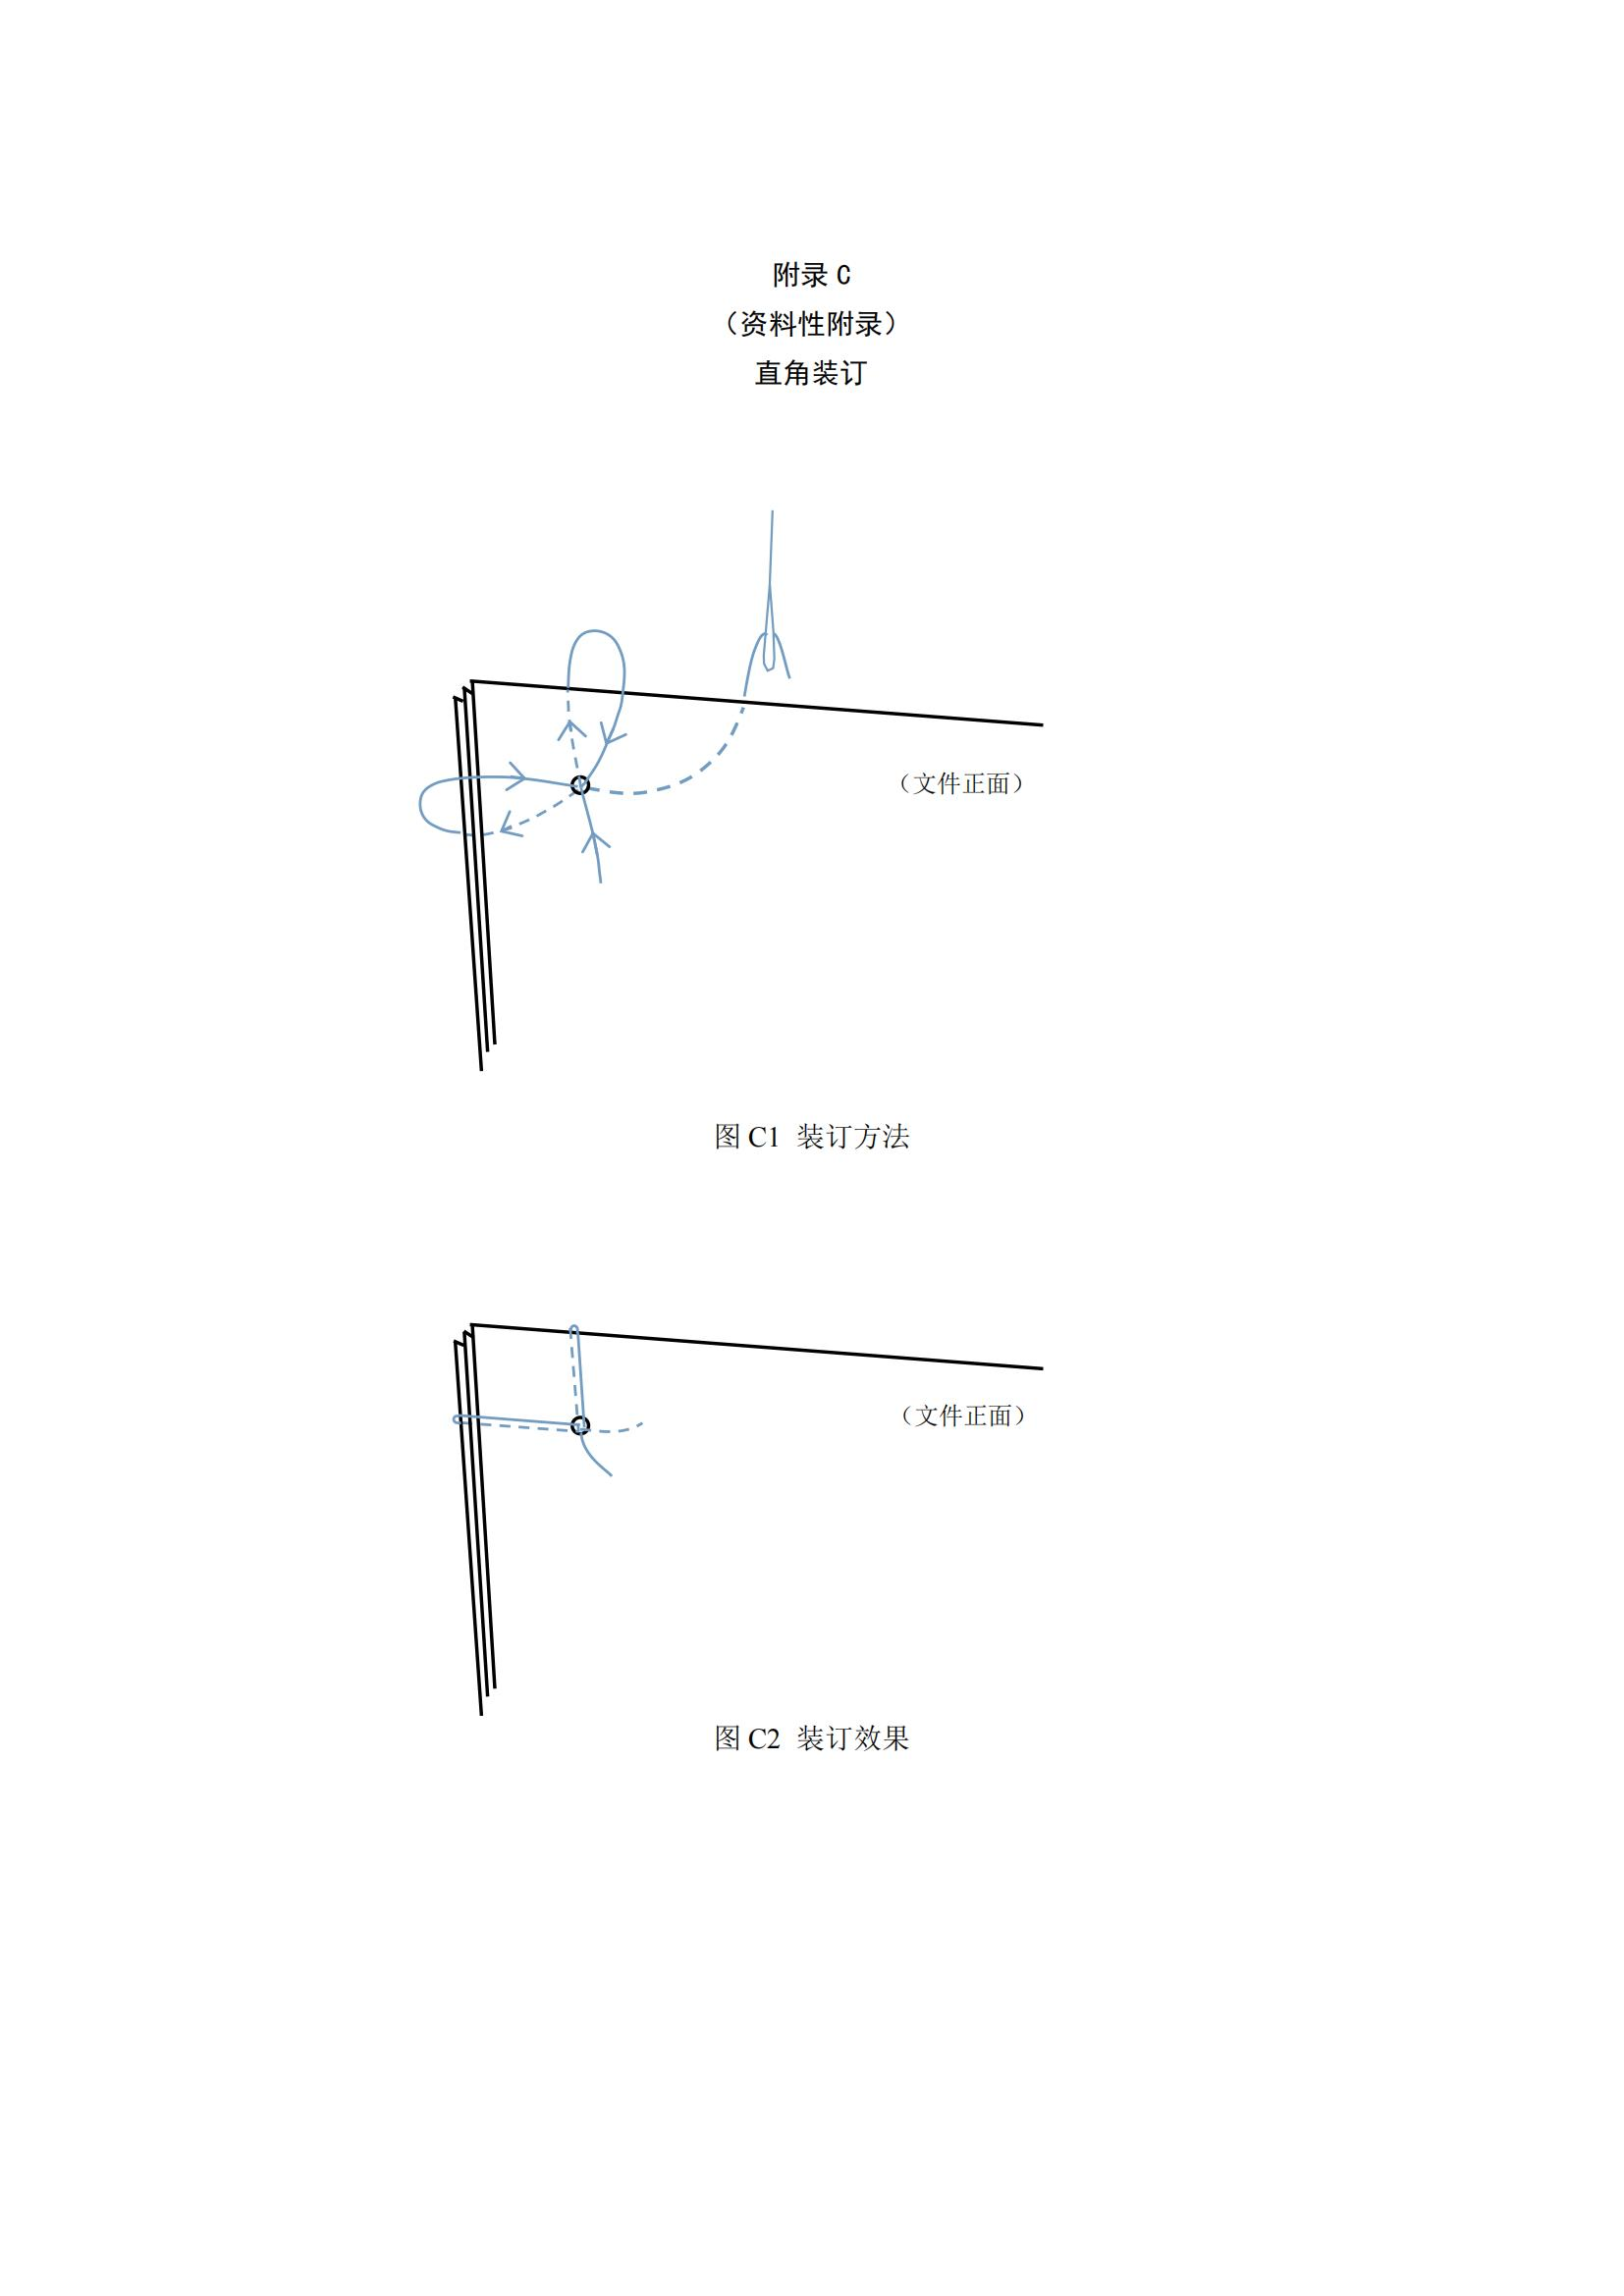 附录 C
（资料性附录）
直角装订
（文件正面）
图 C1 装订方法
（文件正面）
图 C2 装订效果